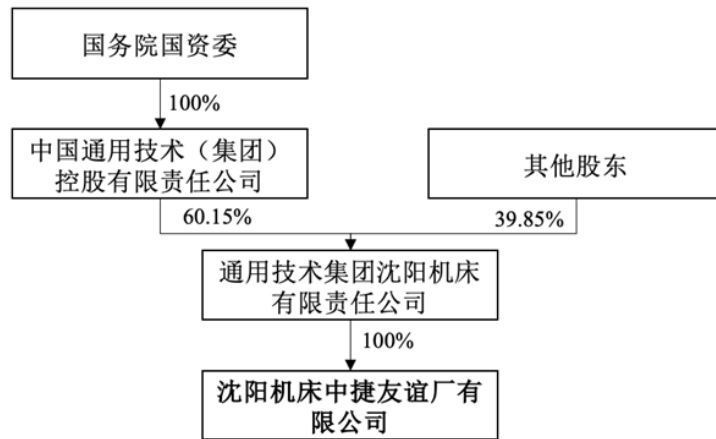 国务院国资委
100%
中国通用技术（集团）
控股有限责任公司
其他股东
60.15%
39.85%
通用技术集团沈阳机床
有限责任公司
100%
沈阳机床中捷友谊厂有
限公司